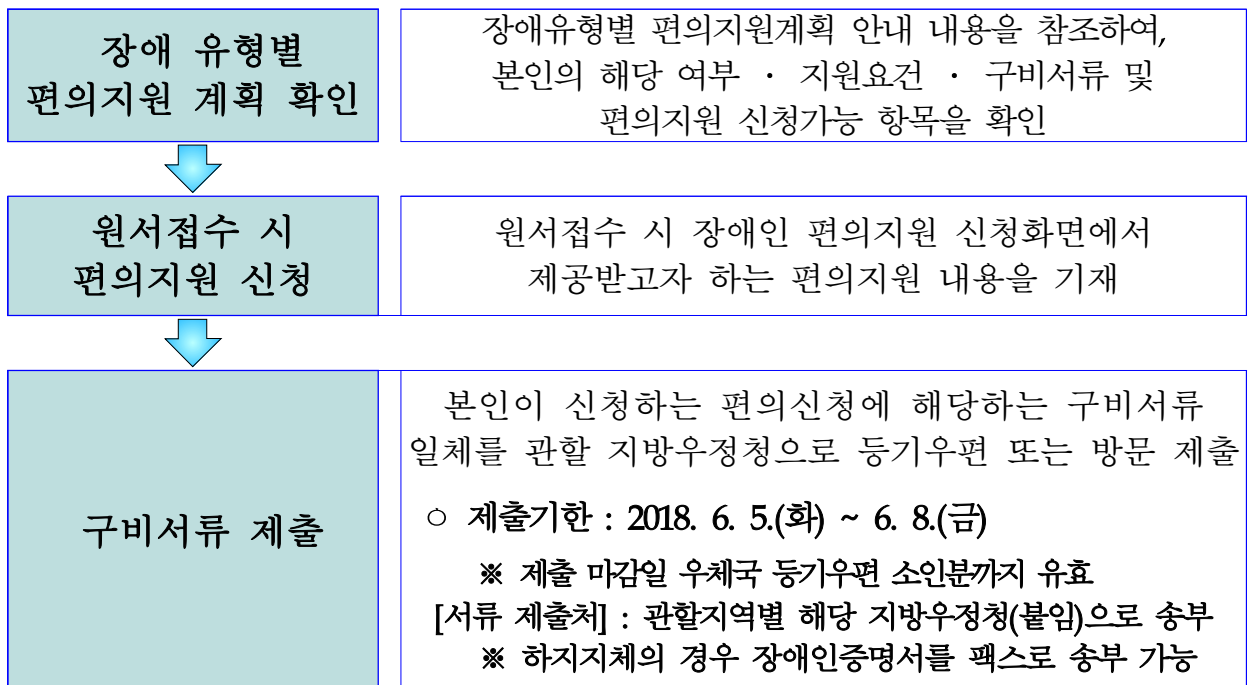 장애 유형별
편의지원 계획 확인
장애유형별 편의지원계획 안내 내용을 참조하여,
본인의 해당 여부 · 지원요건 · 구비서류 및
편의지원 신청가능 항목을 확인
원서접수 시
편의지원 신청
원서접수 시 장애인 편의지원 신청화면에서
제공받고자 하는 편의지원 내용을 기재
구비서류 제출
본인이 신청하는 편의신청에 해당하는 구비서류
일체를 관할 지방우정청으로 등기우편 또는 방문 제출
○ 제출기한 : 2018. 6. 5.(화) ~ 6. 8.(금)
※ 제출 마감일 우체국 등기우편 소인분까지 유효
[서류 제출처] : 관할지역별 해당 지방우정청(붙임)으로 송부
※ 하지지체의 경우 장애인증명서를 팩스로 송부 가능